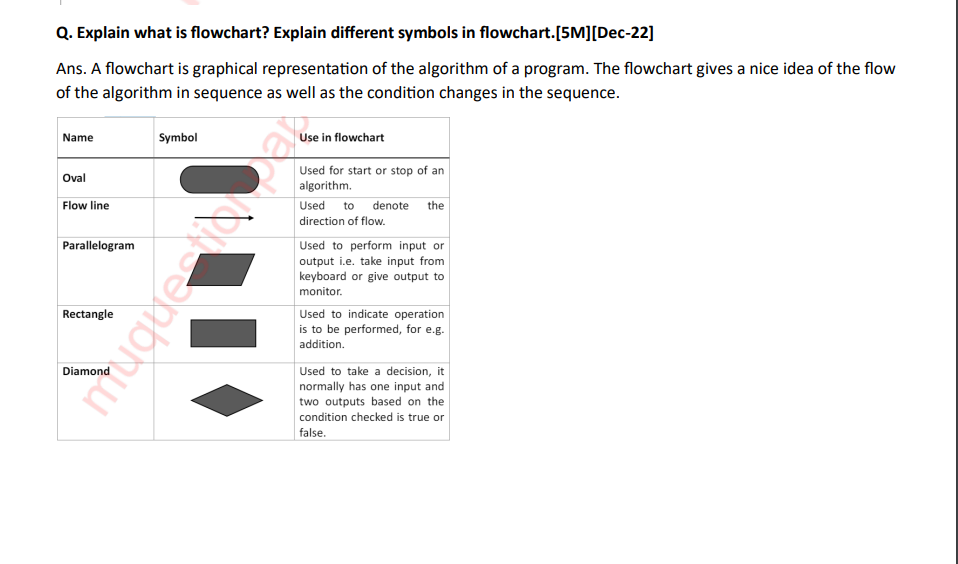 Q. Explain what is flowchart? Explain different symbols in flowchart.[5M][Dec-22]
Ans. A flowchart is graphical representation of the algorithm of a program. The flowchart gives a nice idea of the flow
of the algorithm in sequence as well as the condition changes in the sequence.
Name Symbol Use in flowchart
Oval
Used for start or stop of an
algorithm.
Flow line
Used to denote the
direction of flow.
Parallelogram
Used to perform input or
output i.e. take input from
keyboard or give output to
monitor.
Rectangle
Used to indicate operation
is to be performed, for e.g.
addition.
Diamond
Used to take a decision, it
normally has one input and
two outputs based on the
condition checked is true or
false.
muquestionpap